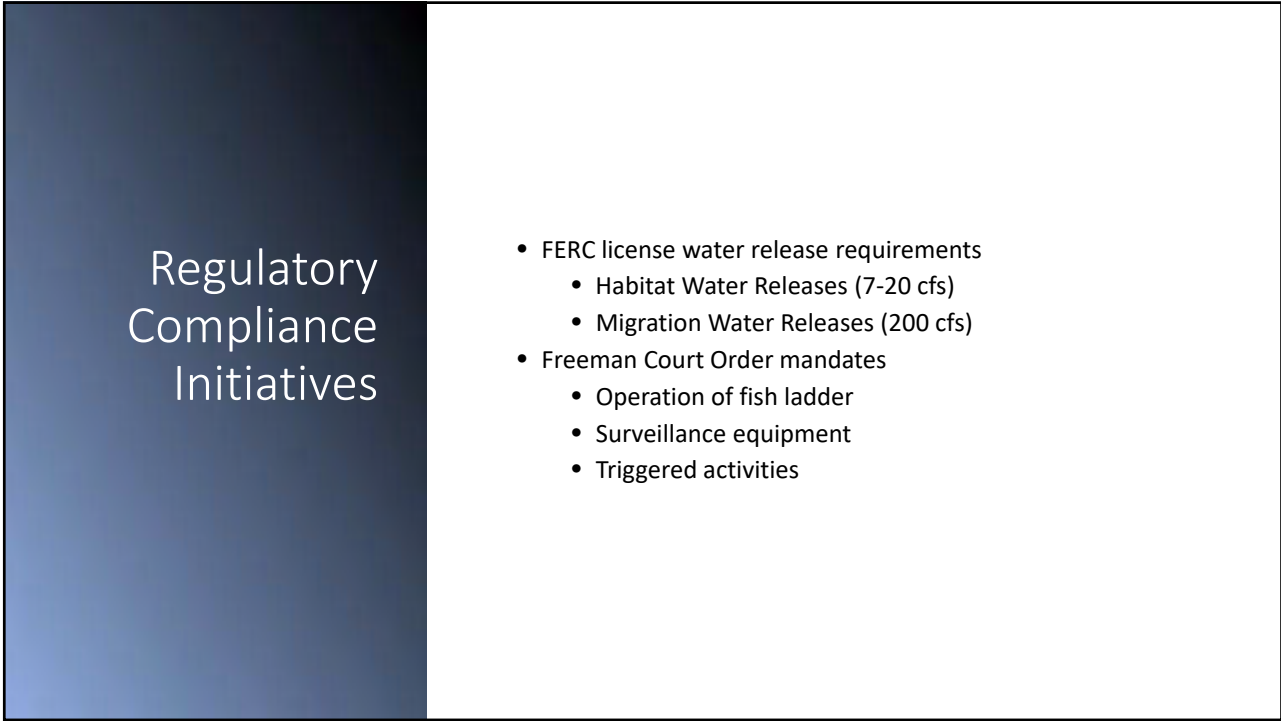 Regulatory
Compliance
Initiatives
• FERC license water release requirements
• Habitat Water Releases (7-20 cfs)
• Migration Water Releases (200 cfs)
• Freeman Court Order mandates
• Operation of fish ladder
• Surveillance equipment
• Triggered activities